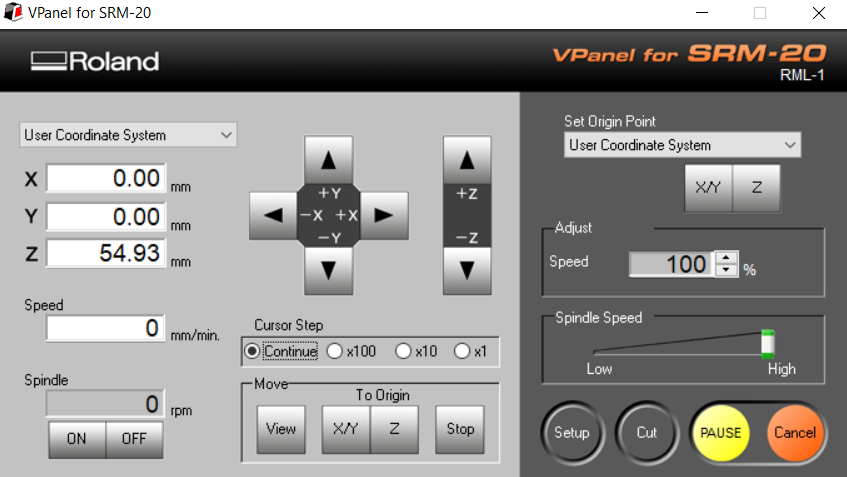 VPanel for SRM-20
Roland
VPanel for SRM-20
RML-1
User Coordinate System
X 0.00 mm
Y 0.00 mm
Z 54.93 mm
Speed
0 mm/min.
Spindle
0 rpm
ON OFF
+Y
-X +X
-Y
+Z
-Z
Cursor Step
Continue x100 x10 x1
Move
To Origin
View X/Y Z Stop
Set Origin Point
User Coordinate System
X/Y Z
Adjust
Speed 100 %
Spindle Speed
Low High
Setup Cut PAUSE Cancel